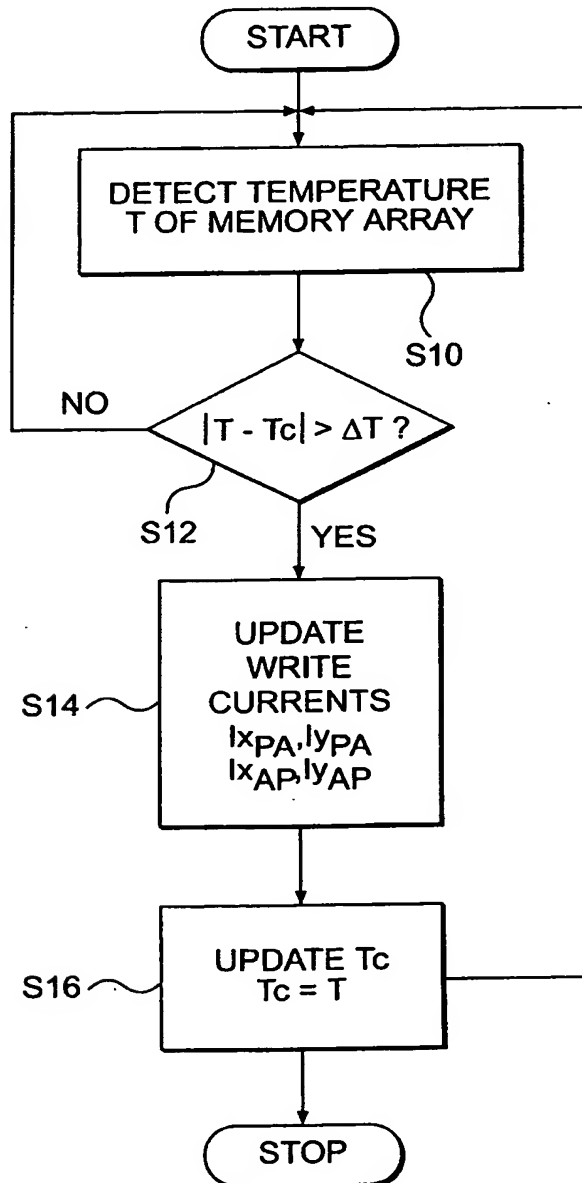 START
DETECT TEMPERATURE
T OF MEMORY ARRAY
S10
|T - Tc| > ΔT ?
NO
S12
YES
UPDATE
WRITE
CURRENTS
IxPA,IyPA
IxAP,IyAP
S14
UPDATE Tc
Tc = T
S16
STOP